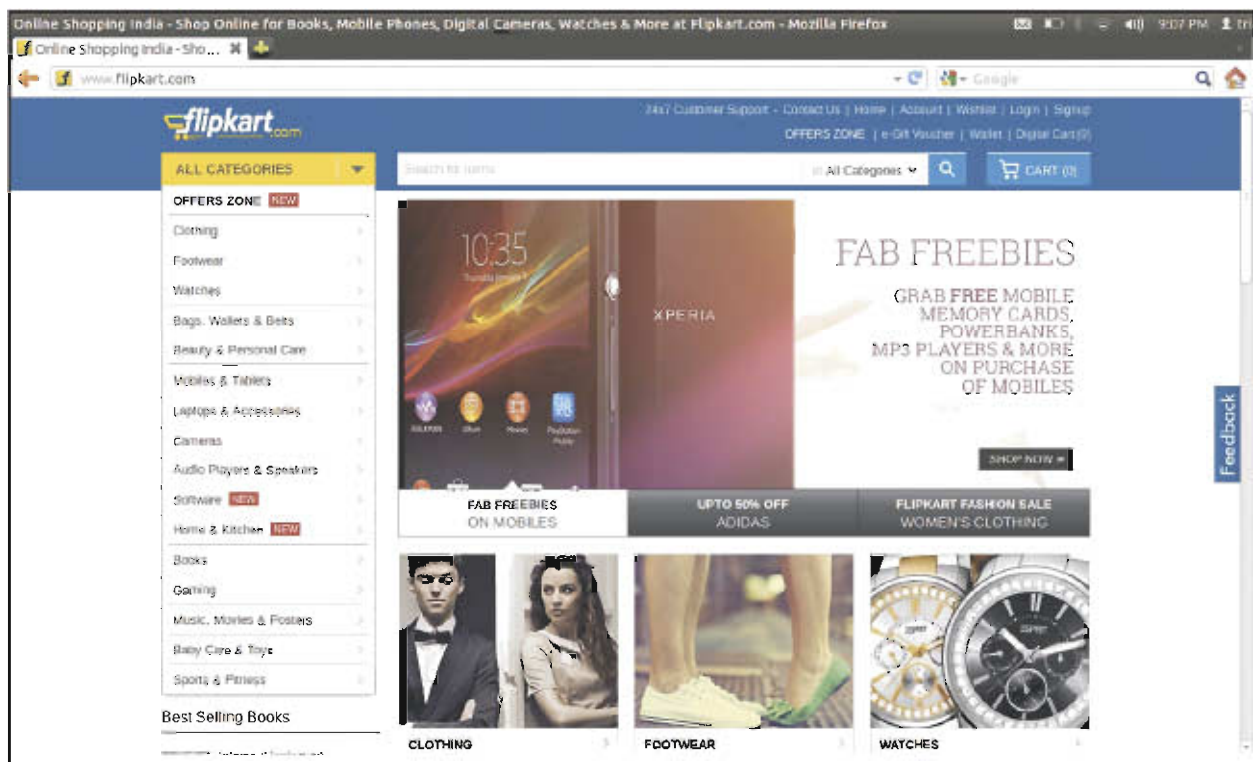 Online Shopping India - Shop Online for Books, Mobile Phones, Digital Cameras, Watches & More at Flipkart.com - Mozilla Firefox
9:07 PM
Online Shopping India - Sho...
www.flipkart.com
Google
flipkart.com
24x7 Customer Support - Contact Us | Home | Account | Wishlist | Login | Signup
OFFERS ZONE | e-Gift Voucher | Wallet | Digital Cart(0)
ALL CATEGORIES
Search for items
in All Categories
CART (0)
OFFERS ZONE NEW
Clothing
Footwear
Watches
Bags, Wallets & Belts
Beauty & Personal Care
Mobiles & Tablets
Laptops & Accessories
Cameras
Audio Players & Speakers
Software NEW
Home & Kitchen NEW
Books
Gaming
Music, Movies & Posters
Baby Care & Toys
Sports & Fitness
Best Selling Books
10:35
XPERIA
Album
Movies
PlayStation
Mobile
FAB FREEBIES
GRAB FREE MOBILE
MEMORY CARDS,
POWERBANKS,
MP3 PLAYERS & MORE
ON PURCHASE
OF MOBILES
SHOP NOW
Feedback
FAB FREEBIES
ON MOBILES
UPTO 50% OFF
ADIDAS
FLIPKART FASHION SALE
WOMEN'S CLOTHING
ESPRIT
ESPRIT
CLOTHING
FOOTWEAR
WATCHES